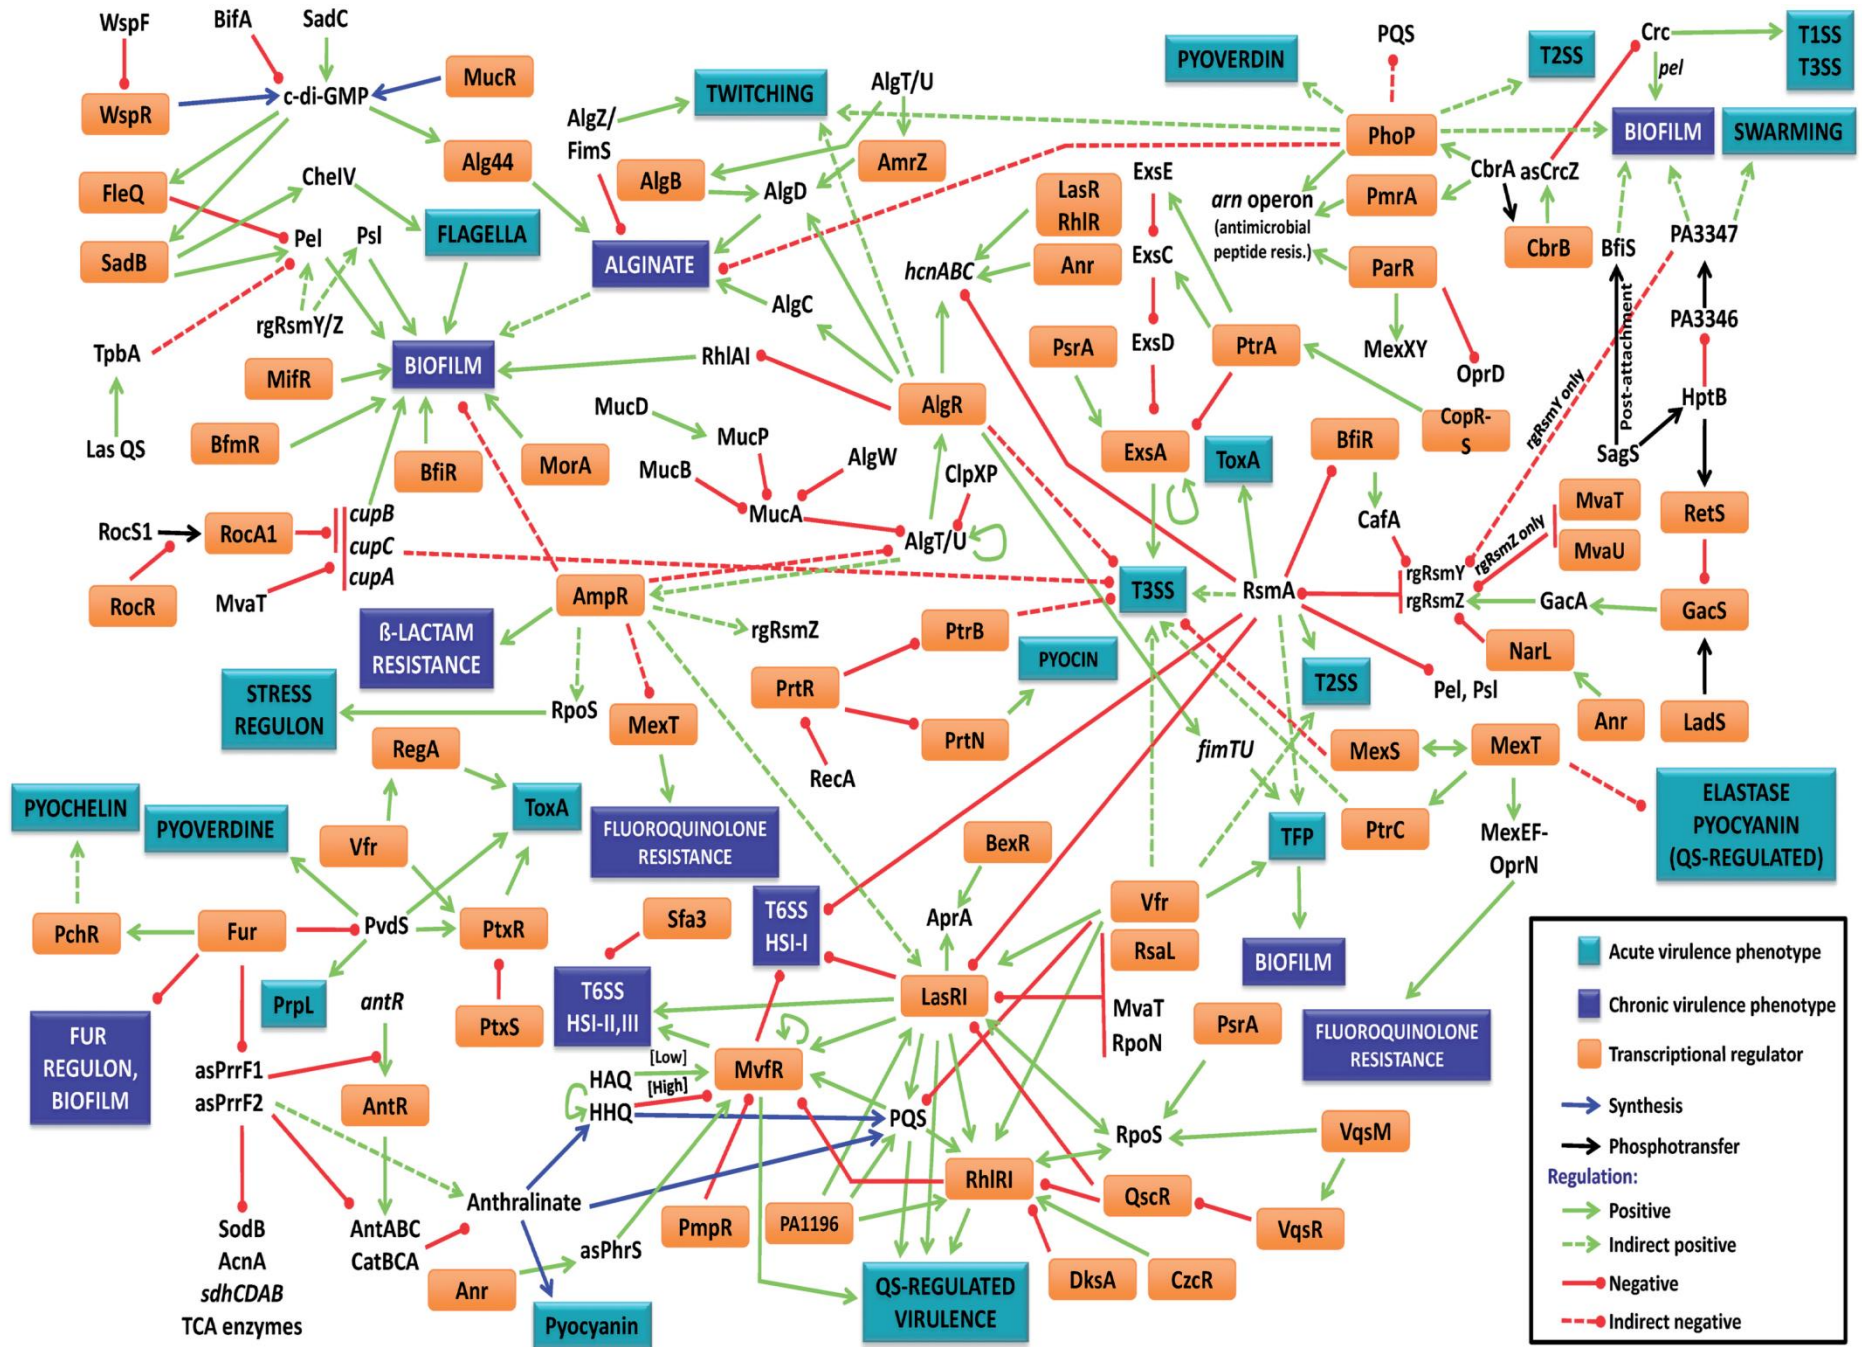 WspF
BifA
SadC
WspR
c-di-GMP
MucR
Alg44
FleQ
CheIV
SadB
Pel
Psl
FLAGELLA
rgRsmY/Z
TpbA
MifR
BIOFILM
Las QS
BfmR
BfiR
MorA
AlgZ/
FimS
TWITCHING
AlgT/U
AlgB
AmrZ
AlgD
ALGINATE
AlgC
RhlAI
AlgR
MucD
MucP
MucB
AlgW
MucA
ClpXP
AlgT/U
RocS1
RocA1
cupB
cupC
cupA
RocR
MvaT
AmpR
ß-LACTAM
RESISTANCE
rgRsmZ
STRESS
REGULON
RpoS
MexT
FLUOROQUINOLONE
RESISTANCE
PYOVERDIN
PQS
T2SS
Crc
pel
T1SS
T3SS
PhoP
BIOFILM
SWARMING
CbrA
asCrcZ
PmrA
CbrB
arn operon
(antimicrobial
peptide resis.)
ParR
MexXY
OprD
BfiS
PA3347
PA3346
Post-attachment
HptB
SagS
rgRsmY only
LasR
RhlR
ExsE
hcnABC
Anr
ExsC
PsrA
ExsD
PtrA
CopR-
S
ExsA
ToxA
BfiR
CafA
MvaT
MvaU
rgRsmZ only
RetS
T3SS
RsmA
rgRsmY
rgRsmZ
GacA
GacS
NarL
Anr
LadS
PtrB
PrtR
PrtN
PYOCIN
RecA
T2SS
Pel, Psl
fimTU
MexS
MexT
PtrC
MexEF-
OprN
ELASTASE
PYOCYANIN
(QS-REGULATED)
TFP
BIOFILM
FLUOROQUINOLONE
RESISTANCE
RegA
PYOCHELIN
PYOVERDINE
ToxA
Vfr
PchR
Fur
PvdS
PtxR
PrpL
PtxS
antR
FUR
REGULON,
BIOFILM
asPrrF1
asPrrF2
AntR
SodB
AcnA
sdhCDAB
TCA enzymes
AntABC
CatBCA
Anthralinate
Anr
asPhrS
Pyocyanin
Sfa3
T6SS
HSI-I
T6SS
HSI-II,III
[Low]
HAQ
[High]
HHQ
MvfR
BexR
AprA
LasRI
Vfr
RsaL
MvaT
RpoN
PsrA
PQS
RpoS
VqsM
RhlRI
QscR
VqsR
PmpR
PA1196
DksA
CzcR
QS-REGULATED
VIRULENCE
Acute virulence phenotype
Chronic virulence phenotype
Transcriptional regulator
Synthesis
Phosphotransfer
Regulation:
Positive
Indirect positive
Negative
Indirect negative